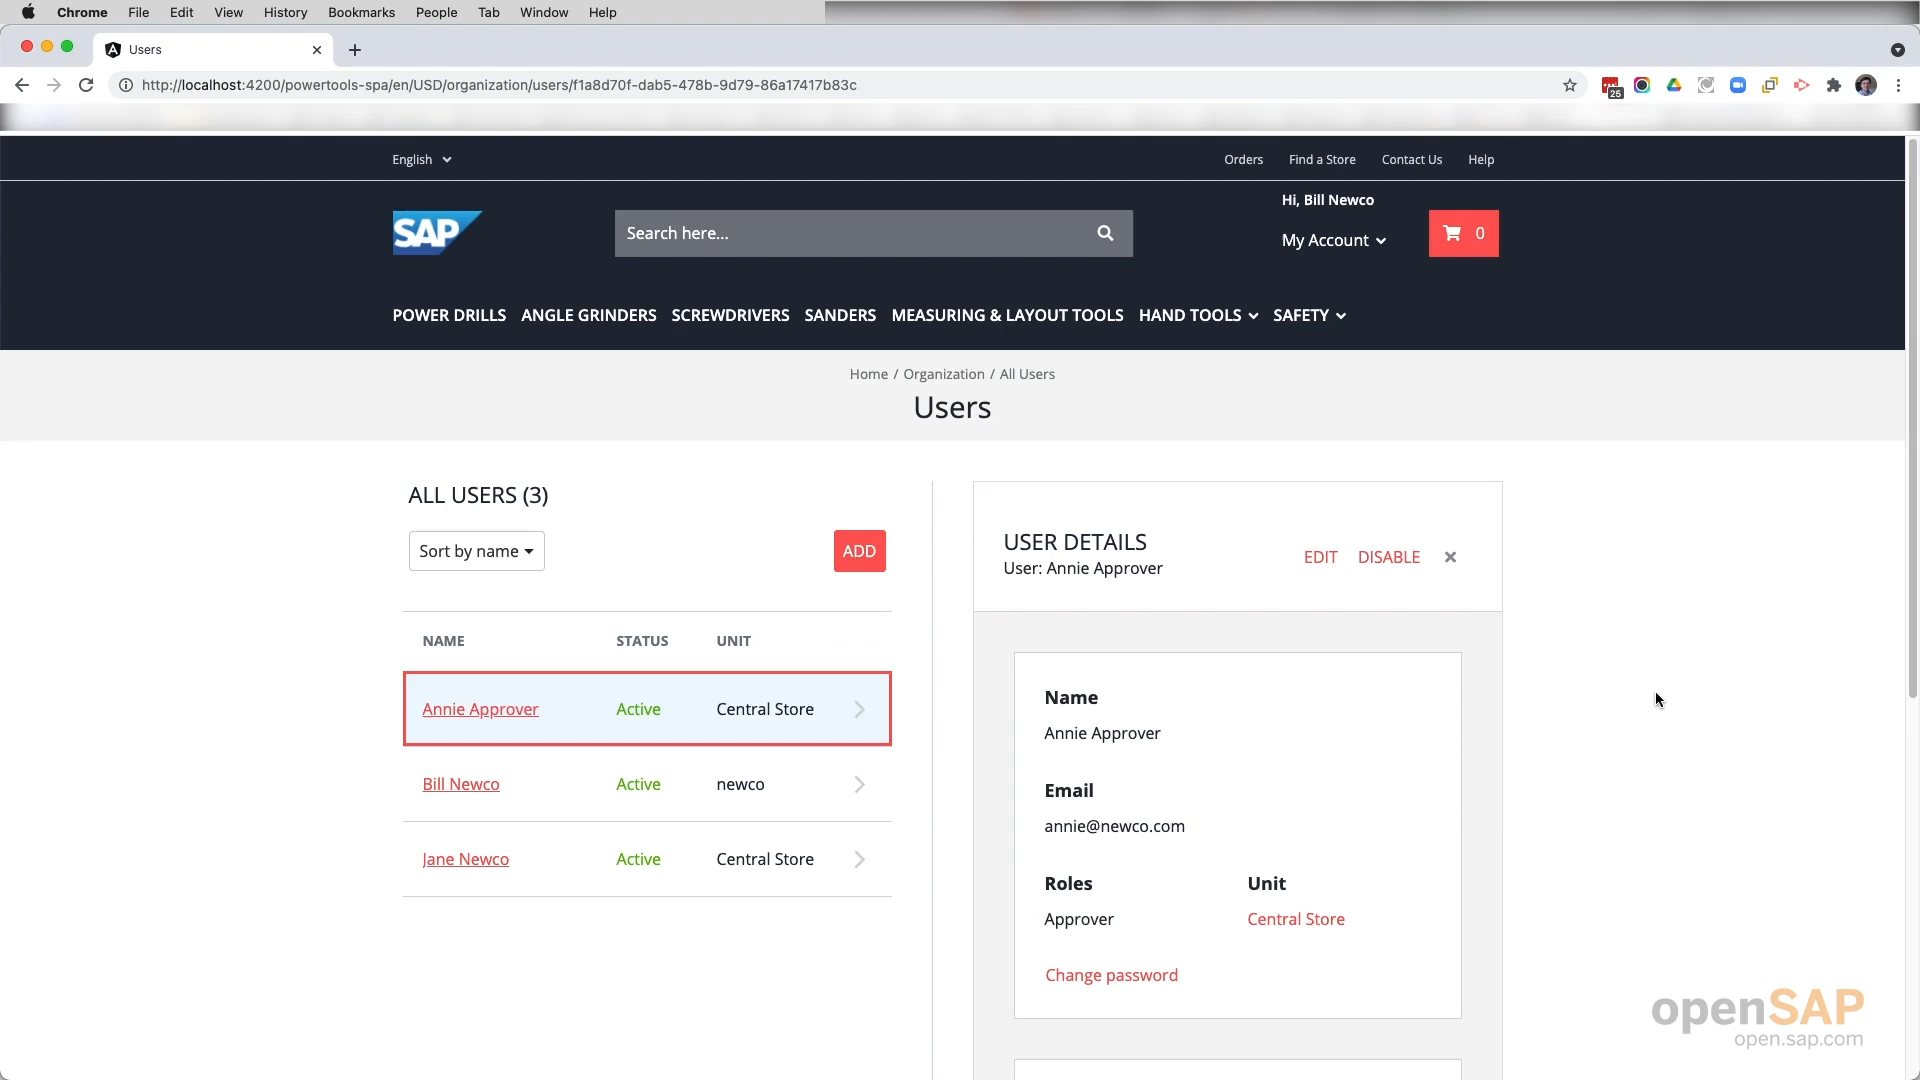 Chrome File Edit View History Bookmarks People Tab Window Help
Users
http://localhost:4200/powertools-spa/en/USD/organization/users/f1a8d70f-dab5-478b-9d79-86a17417b83c
25
English
Orders Find a Store Contact Us Help
Hi, Bill Newco
SAP
Search here...
My Account
0
POWER DRILLS ANGLE GRINDERS SCREWDRIVERS SANDERS MEASURING & LAYOUT TOOLS HAND TOOLS SAFETY
Home / Organization / All Users
Users
ALL USERS (3)
Sort by name
ADD
NAME STATUS UNIT
Annie Approver Active Central Store
Bill Newco Active newco
Jane Newco Active Central Store
USER DETAILS
User: Annie Approver
EDIT DISABLE
Name
Annie Approver
Email
annie@newco.com
Roles Unit
Approver Central Store
Change password
openSAP
open.sap.com